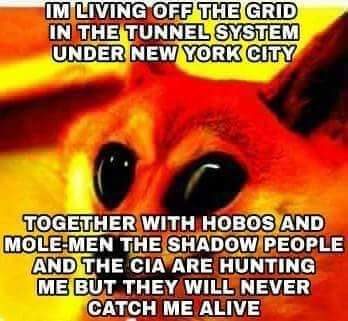 IM LIVING OFF THE GRID
IN THE TUNNEL SYSTEM
UNDER NEW YORK CITY
TOGETHER WITH HOBOS AND
MOLE-MEN THE SHADOW PEOPLE
AND THE CIA ARE HUNTING
ME BUT THEY WILL NEVER
CATCH ME ALIVE